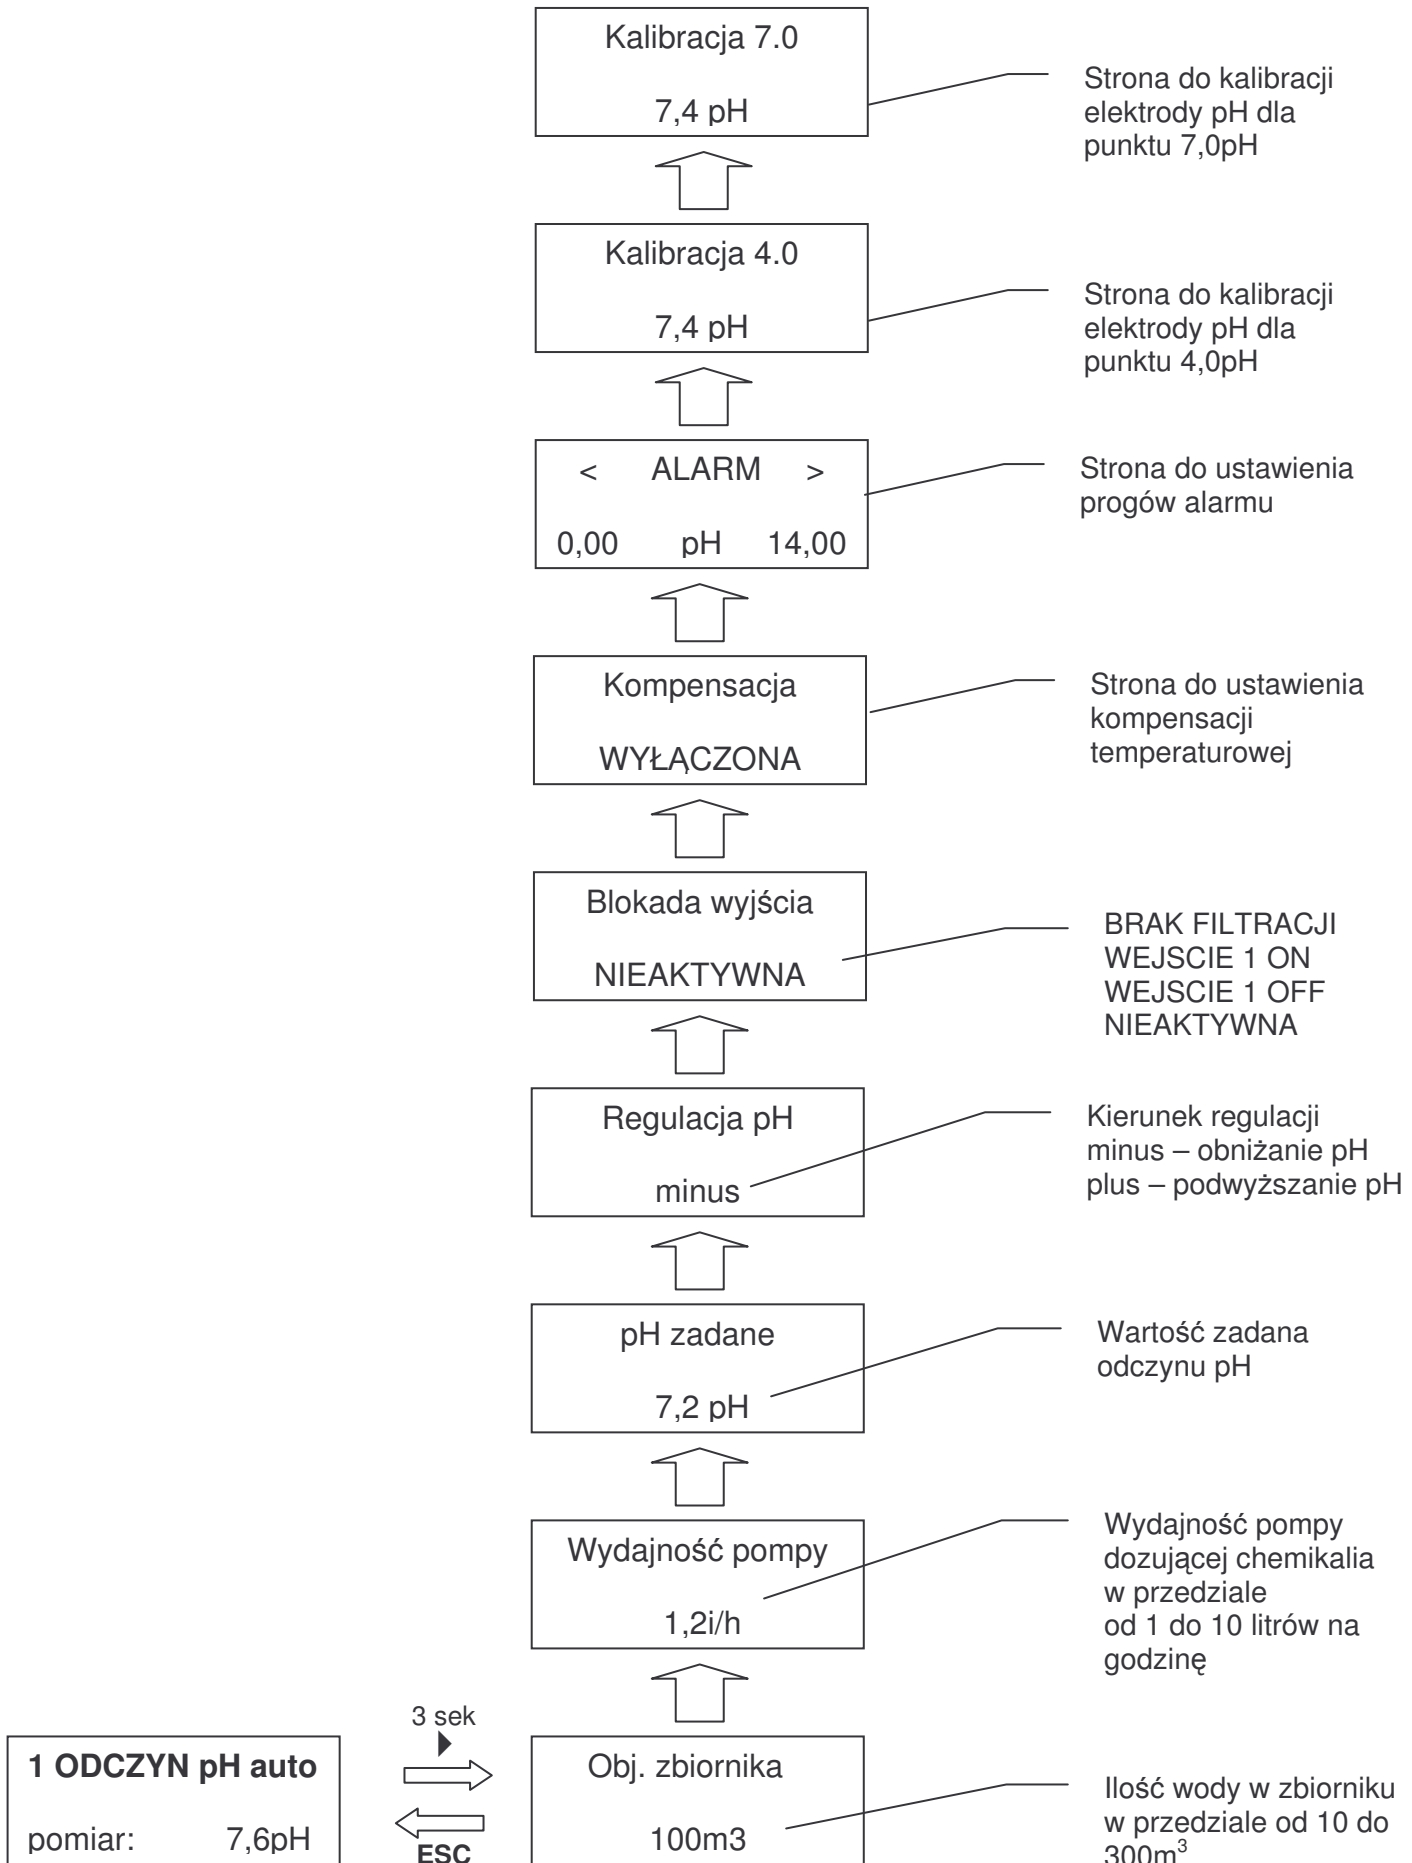 Kalibracja 7.0
7,4 pH
Strona do kalibracji
elektrody pH dla
punktu 7,0pH
Kalibracja 4.0
7,4 pH
Strona do kalibracji
elektrody pH dla
punktu 4,0pH
< ALARM >
0,00 pH 14,00
Strona do ustawienia
progów alarmu
Kompensacja
WYŁĄCZONA
Strona do ustawienia
kompensacji
temperaturowej
Blokada wyjścia
NIEAKTYWNA
BRAK FILTRACJI
WEJSCIE 1 ON
WEJSCIE 1 OFF
NIEAKTYWNA
Regulacja pH
minus
Kierunek regulacji
minus – obniżanie pH
plus – podwyższanie pH
pH zadane
7,2 pH
Wartość zadana
odczynu pH
Wydajność pompy
1,2i/h
Wydajność pompy
dozującej chemikalia
w przedziale
od 1 do 10 litrów na
godzinę
1 ODCZYN pH auto
pomiar: 7,6pH
3 sek
ESC
Obj. zbiornika
100m3
Ilość wody w zbiorniku
w przedziale od 10 do
300m³